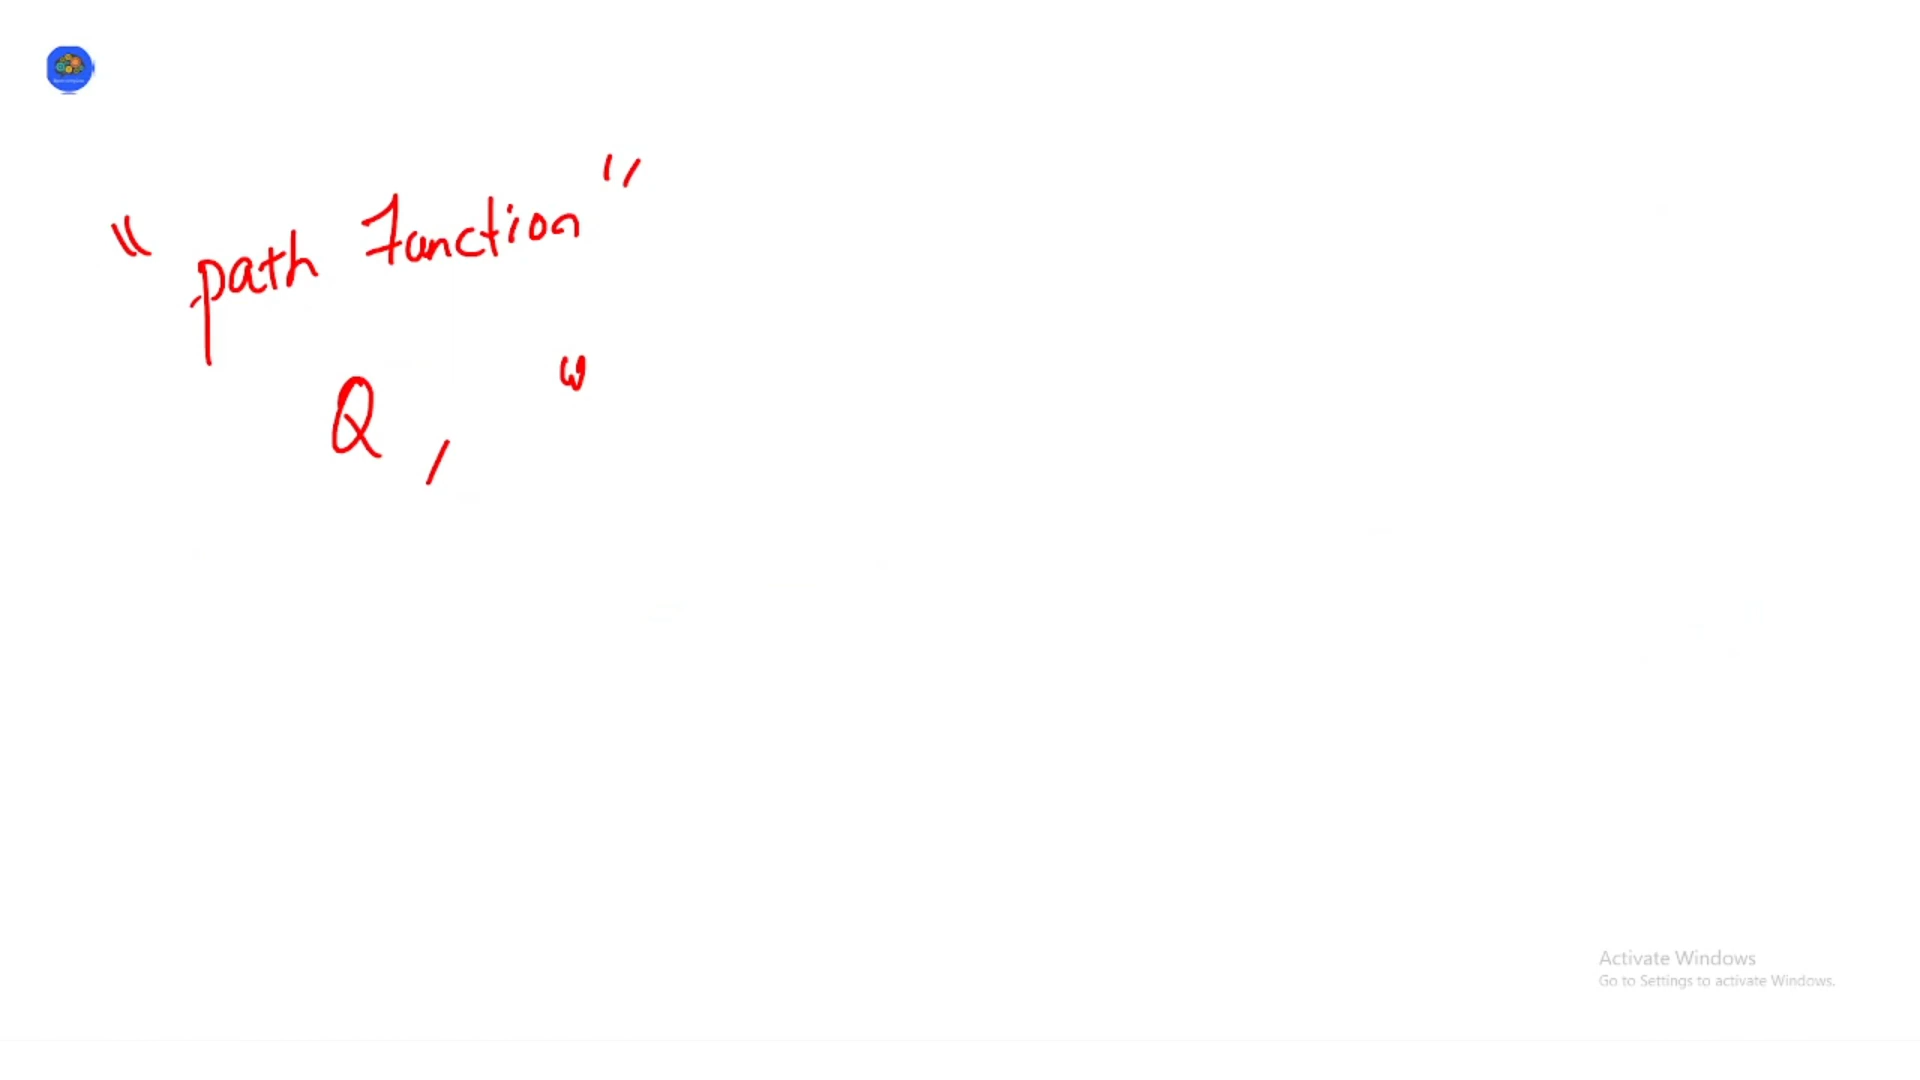 "path Function"
Q, w
Activate Windows
Go to Settings to activate Windows.